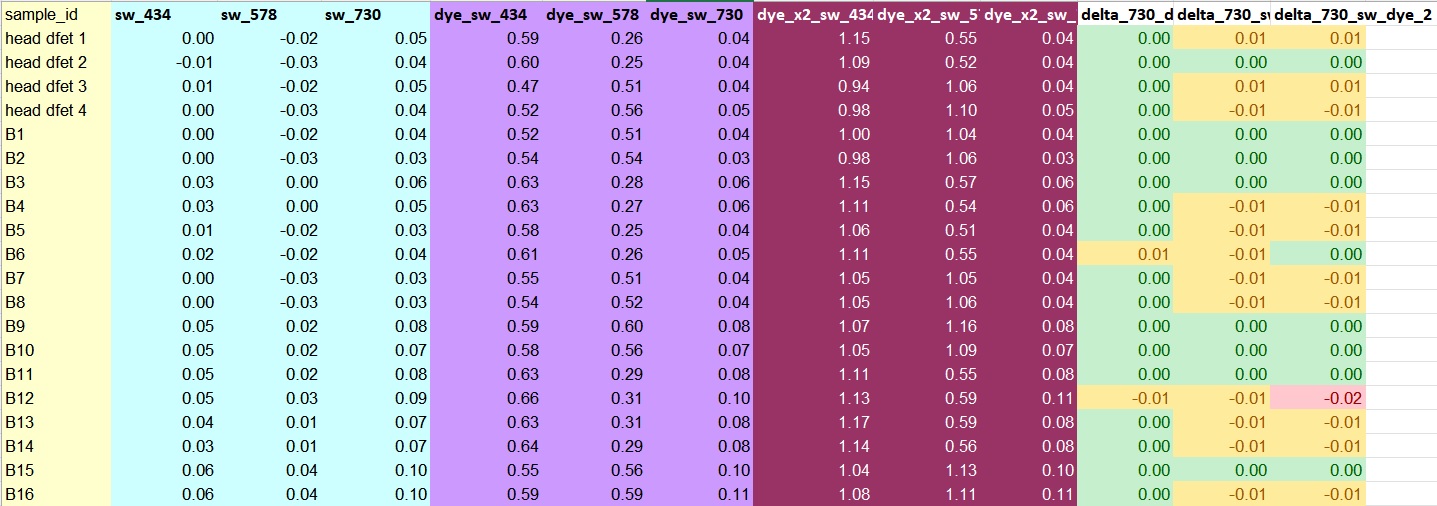 sample_id sw_434 sw_578 sw_730 dye_sw_434 dye_sw_578 dye_sw_730 dye_x2_sw_434 dye_x2_sw_5 dye_x2_sw_ delta_730_d delta_730_sw delta_730_sw_dye_2
head dfet 1 0.00 -0.02 0.05 0.59 0.26 0.04 1.15 0.55 0.04 0.00 0.01 0.01
head dfet 2 -0.01 -0.03 0.04 0.60 0.25 0.04 1.09 0.52 0.04 0.00 0.00 0.00
head dfet 3 0.01 -0.02 0.05 0.47 0.51 0.04 0.94 1.06 0.04 0.00 0.01 0.01
head dfet 4 0.00 -0.03 0.04 0.52 0.56 0.05 0.98 1.10 0.05 0.00 -0.01 -0.01
B1 0.00 -0.02 0.04 0.52 0.51 0.04 1.00 1.04 0.04 0.00 0.00 0.00
B2 0.00 -0.03 0.03 0.54 0.54 0.03 0.98 1.06 0.03 0.00 0.00 0.00
B3 0.03 0.00 0.06 0.63 0.28 0.06 1.15 0.57 0.06 0.00 0.00 0.00
B4 0.03 0.00 0.05 0.63 0.27 0.06 1.11 0.54 0.06 0.00 -0.01 -0.01
B5 0.01 -0.02 0.03 0.58 0.25 0.04 1.06 0.51 0.04 0.00 -0.01 -0.01
B6 0.02 -0.02 0.04 0.61 0.26 0.05 1.11 0.55 0.04 0.01 -0.01 0.00
B7 0.00 -0.03 0.03 0.55 0.51 0.04 1.05 1.05 0.04 0.00 -0.01 -0.01
B8 0.00 -0.03 0.03 0.54 0.52 0.04 1.05 1.06 0.04 0.00 -0.01 -0.01
B9 0.05 0.02 0.08 0.59 0.60 0.08 1.07 1.16 0.08 0.00 0.00 0.00
B10 0.05 0.02 0.07 0.58 0.56 0.07 1.05 1.09 0.07 0.00 0.00 0.00
B11 0.05 0.02 0.08 0.63 0.29 0.08 1.11 0.55 0.08 0.00 0.00 0.00
B12 0.05 0.03 0.09 0.66 0.31 0.10 1.13 0.59 0.11 -0.01 -0.01 -0.02
B13 0.04 0.01 0.07 0.63 0.31 0.08 1.17 0.59 0.08 0.00 -0.01 -0.01
B14 0.03 0.01 0.07 0.64 0.29 0.08 1.14 0.56 0.08 0.00 -0.01 -0.01
B15 0.06 0.04 0.10 0.55 0.56 0.10 1.04 1.13 0.10 0.00 0.00 0.00
B16 0.06 0.04 0.10 0.59 0.59 0.11 1.08 1.11 0.11 0.00 -0.01 -0.01